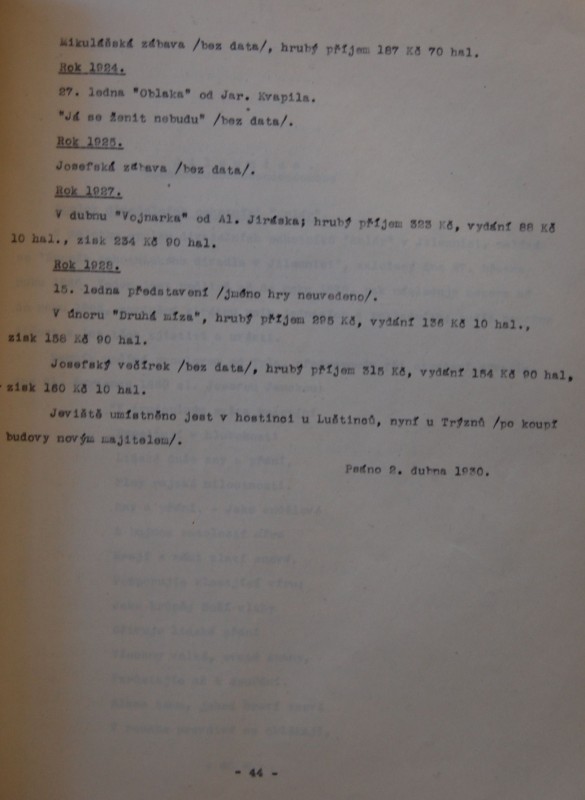 Mikulášská zábava /bez data/, hrubý příjem 187 Kč 70 hal.
Rok 1924.
27. ledna "Oblaka" od Jar. Kvapila.
"Já se ženit nebudu" /bez data/.
Rok 1925.
Josefská zábava /bez data/.
Rok 1927.
V dubnu "Vojnarka" od Al. Jiráska; hrubý příjem 323 Kč, vydání 88 Kč
10 hal., zisk 234 Kč 90 hal.
Rok 1928.
15. ledna představení /jméno hry neuvedeno/.
V únoru "Druhá míza", hrubý příjem 295 Kč, vydání 136 Kč 10 hal.,
zisk 158 Kč 90 hal.
Josefský večírek /bez data/, hrubý příjem 315 Kč, vydání 154 Kč 90 hal,
zisk 160 Kč 10 hal.
Jeviště umístněno jest v hostinci u Luštinců, nyní u Trýznů /po koupi
budovy novým majitelem/.
Psáno 2. dubna 1930.
- 44 -